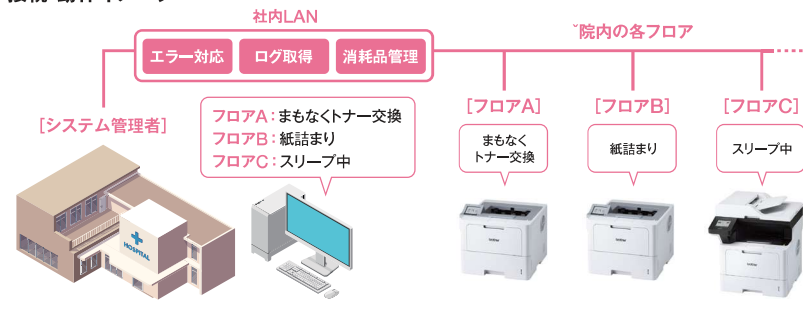 社内LAN
エラー対応
ログ取得
消耗品管理
院内の各フロア
[システム管理者]
フロアA：まもなくトナー交換
フロアB：紙詰まり
フロアC：スリープ中
[フロアA]
[フロアB]
[フロアC]
まもなく
トナー交換
紙詰まり
スリープ中
HOSPITAL
brother
brother